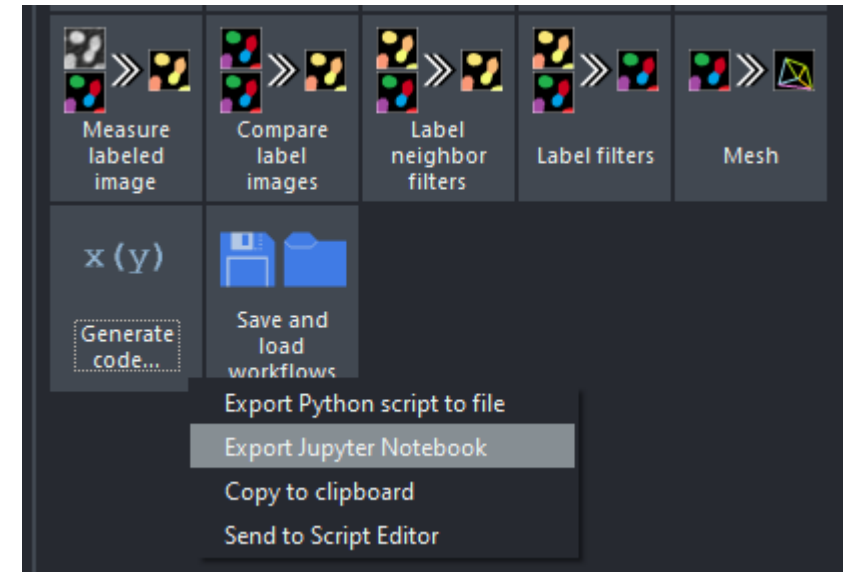 Measure
labeled
image
Compare
label
images
Label
neighbor
filters
Label filters
Mesh
x(y)
Generate
code...
Save and
load
workflows
Export Python script to file
Export Jupyter Notebook
Copy to clipboard
Send to Script Editor